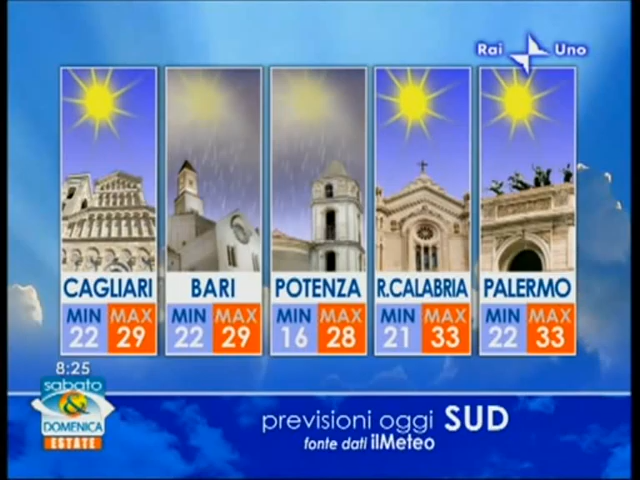 Rai Uno
CAGLIARI
MIN MAX
22 29
BARI
MIN MAX
22 29
POTENZA
MIN MAX
16 28
R.CALABRIA
MIN MAX
21 33
PALERMO
MIN MAX
22 33
8:25
sabato
&
DOMENICA
ESTATE
previsioni oggi SUD
fonte dati ilMeteo